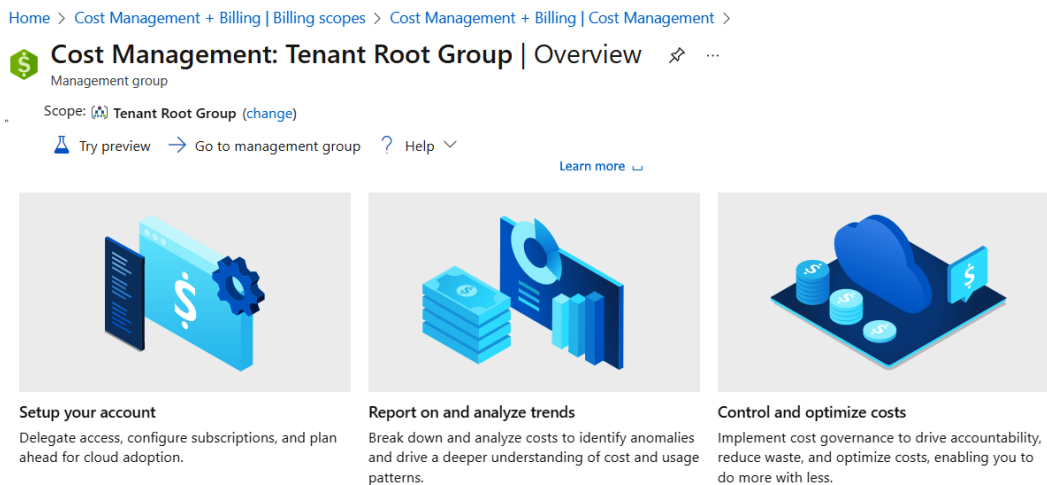 Home > Cost Management + Billing | Billing scopes > Cost Management + Billing | Cost Management >
Cost Management: Tenant Root Group | Overview ...
Management group
Scope: Tenant Root Group (change)
Try preview Go to management group ? Help
Learn more
Setup your account
Delegate access, configure subscriptions, and plan
ahead for cloud adoption.
Report on and analyze trends
Break down and analyze costs to identify anomalies
and drive a deeper understanding of cost and usage
patterns.
Control and optimize costs
Implement cost governance to drive accountability,
reduce waste, and optimize costs, enabling you to
do more with less.